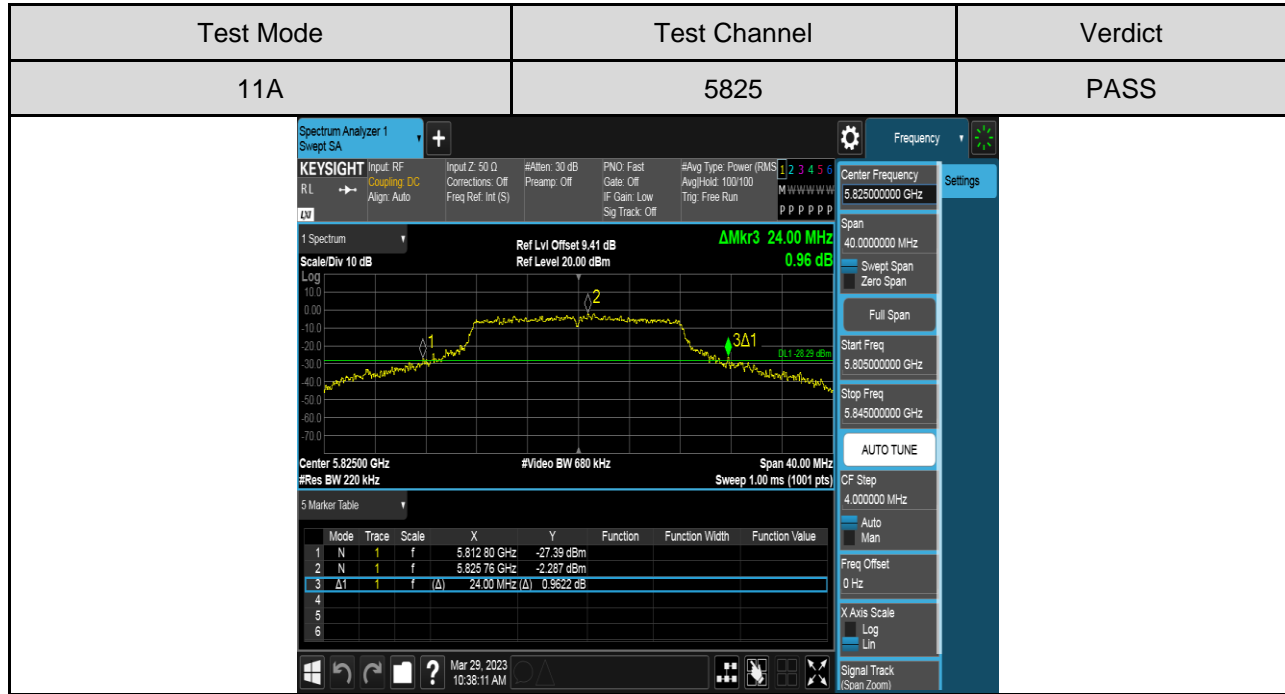 Test Mode Test Channel Verdict
11A 5825 PASS
Spectrum Analyzer 1
Swept SA
+
Frequency
KEYSIGHT
RL
LXI
Input: RF
Coupling: DC
Align: Auto
Input Z: 50 Ω
Corrections: Off
Freq Ref: Int (S)
#Atten: 30 dB
Preamp: Off
PNO: Fast
Gate: Off
IF Gain: Low
Sig Track: Off
#Avg Type: Power (RMS
Avg|Hold: 100/100
Trig: Free Run
1 2 3 4 5 6
M W W W W W
P P P P P P
1 Spectrum
Scale/Div 10 dB
Ref Lvl Offset 9.41 dB
Ref Level 20.00 dBm
ΔMkr3 24.00 MHz
0.96 dB
Log
10.0
0.00
-10.0
-20.0
-30.0
-40.0
-50.0
-60.0
-70.0
1
2
3Δ1
DL1 -28.29 dBm
Center 5.82500 GHz #Video BW 680 kHz Span 40.00 MHz
#Res BW 220 kHz Sweep 1.00 ms (1001 pts)
5 Marker Table
Mode Trace Scale X Y Function Function Width Function Value
1 N 1 f 5.812 80 GHz -27.39 dBm
2 N 1 f 5.825 76 GHz -2.287 dBm
3 Δ1 1 f (Δ) 24.00 MHz (Δ) 0.9622 dB
4
5
6
?
Mar 29, 2023
10:38:11 AM
Center Frequency
5.825000000 GHz
Settings
Span
40.0000000 MHz
Swept Span
Zero Span
Full Span
Start Freq
5.805000000 GHz
Stop Freq
5.845000000 GHz
AUTO TUNE
CF Step
4.000000 MHz
Auto
Man
Freq Offset
0 Hz
X Axis Scale
Log
Lin
Signal Track
(Span Zoom)